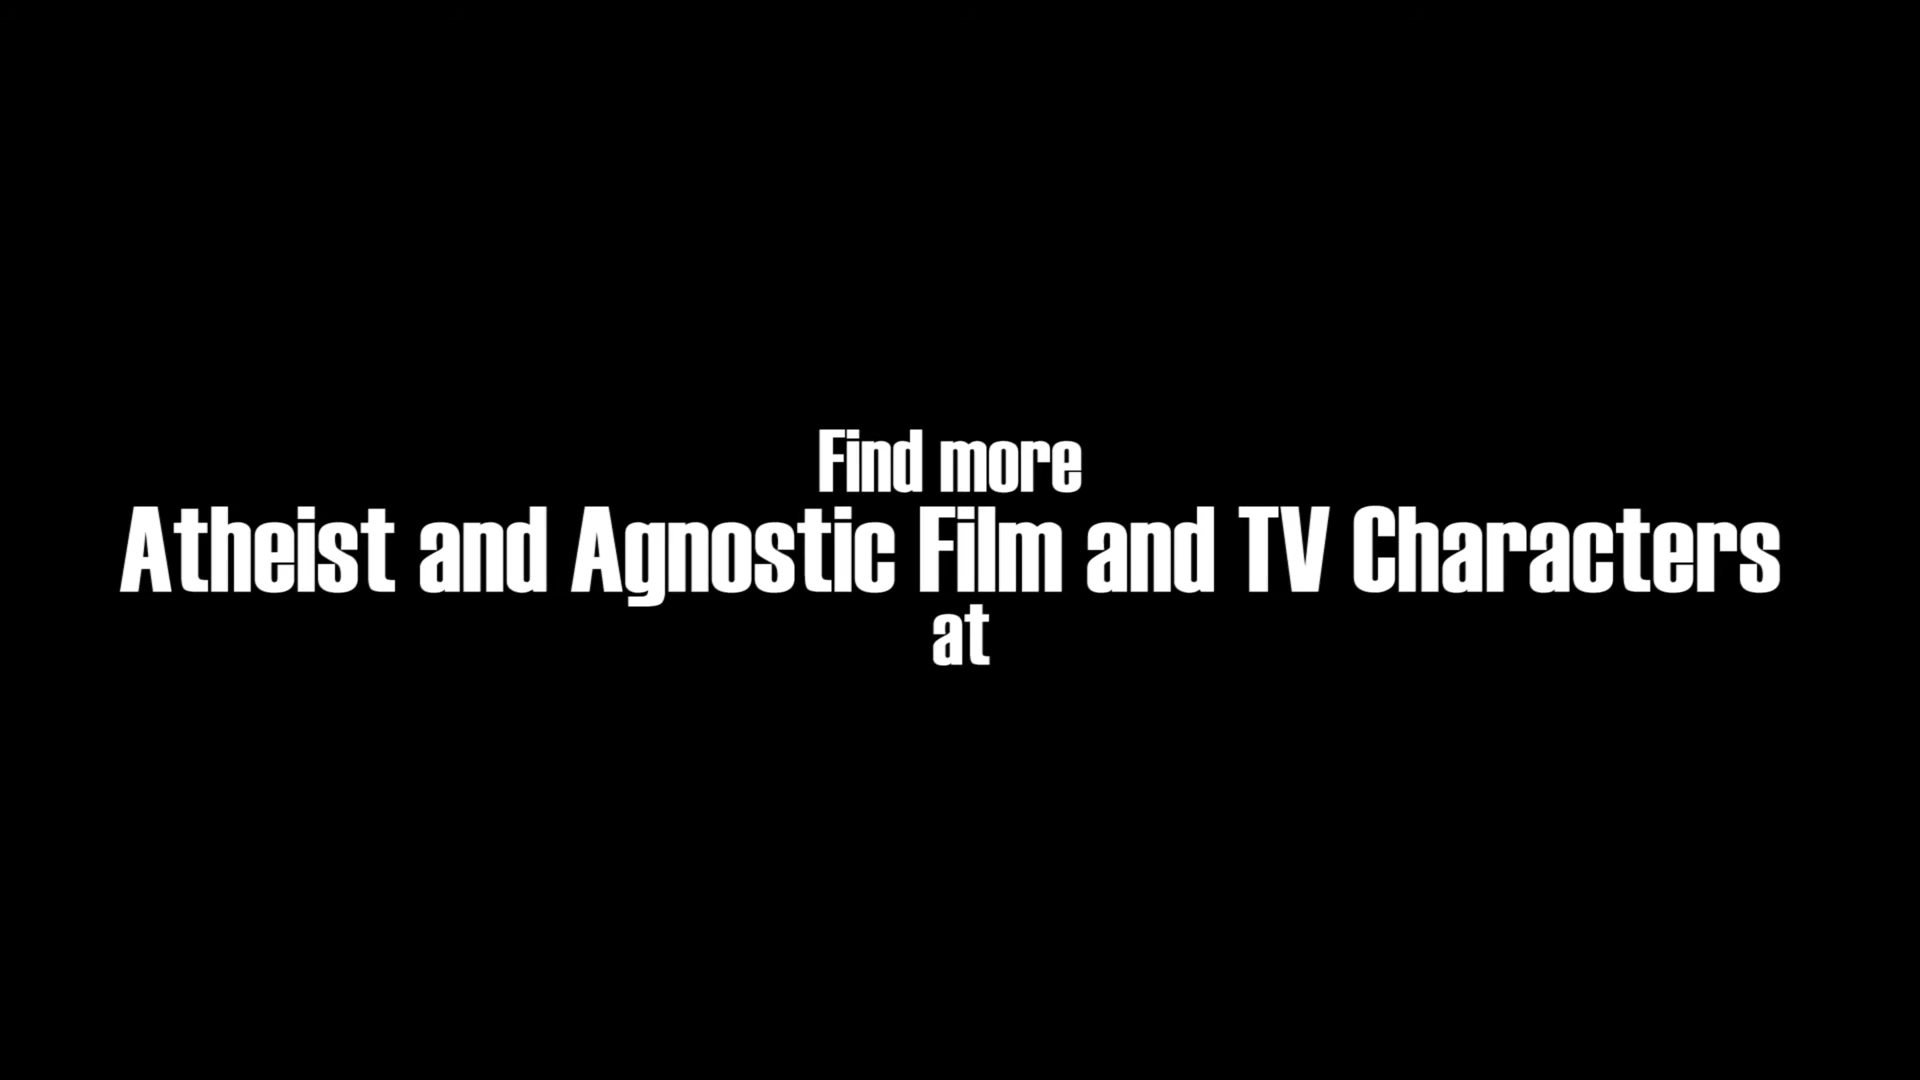 Find more
Atheist and Agnostic Film and TV Characters
at